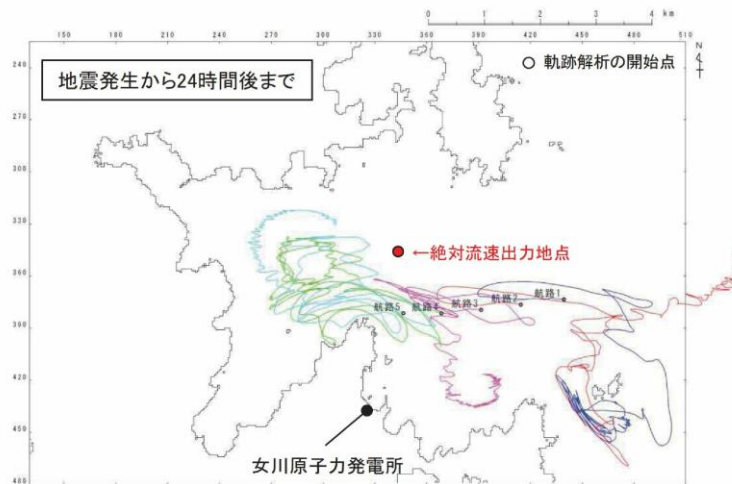 0 1 2 3 4 km
150 180 210 240 270 300 330 360 390 420 450 480 510
N
240
270
300
330
360
390
420
450
480
地震発生から24時間後まで
軌跡解析の開始点
←絶対流速出力地点
航路5 航路4 航路3 航路2 航路1
女川原子力発電所